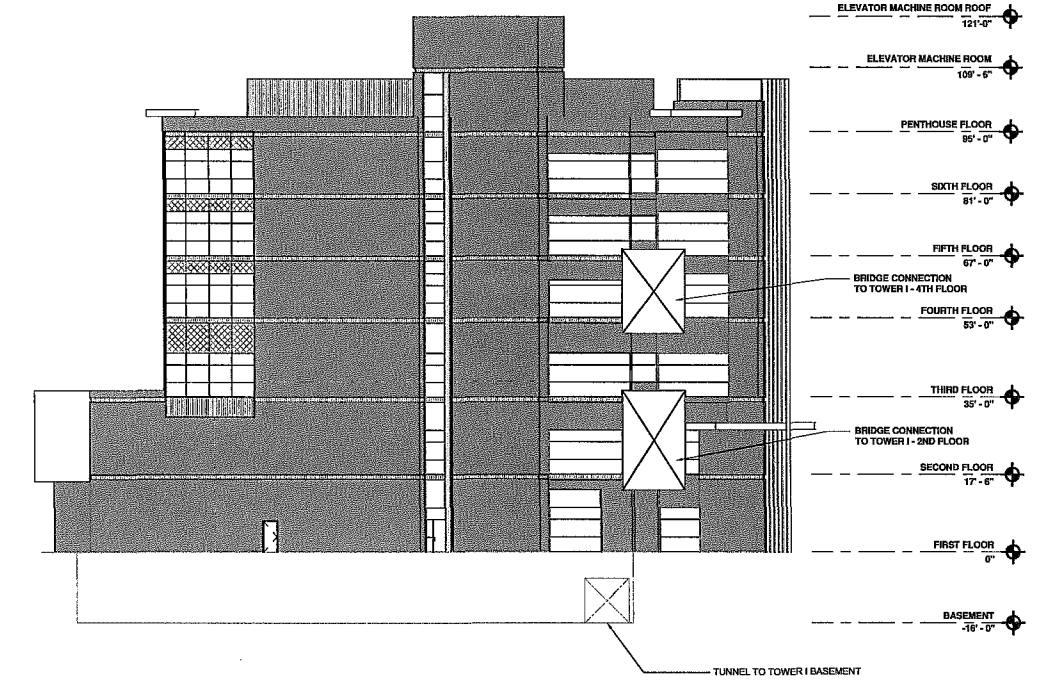 ELEVATOR MACHINE ROOM ROOF
121'-0"
ELEVATOR MACHINE ROOM
109' - 6"
PENTHOUSE FLOOR
95' - 0"
SIXTH FLOOR
81' - 0"
FIFTH FLOOR
67' - 0"
BRIDGE CONNECTION
TO TOWER I - 4TH FLOOR
FOURTH FLOOR
53' - 0"
THIRD FLOOR
35' - 0"
BRIDGE CONNECTION
TO TOWER I - 2ND FLOOR
SECOND FLOOR
17' - 6"
FIRST FLOOR
0"
BASEMENT
-16' - 0"
TUNNEL TO TOWER I BASEMENT